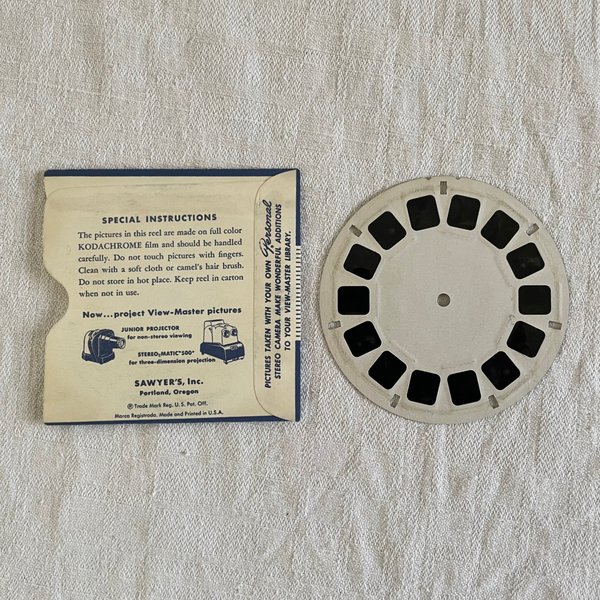 SPECIAL INSTRUCTIONS
The pictures in this reel are made on full color
KODACHROME film and should be handled
carefully. Do not touch pictures with fingers.
Clean with a soft cloth or camel's hair brush.
Do not store in hot place. Keep reel in carton
when not in use.
Now...project View-Master pictures
JUNIOR PROJECTOR
for non-stereo viewing
STEREO-MATIC "500"
for three-dimension projection
SAWYER'S, Inc.
Portland, Oregon
® Trade Mark Reg. U. S. Pat. Off.
Marca Registrada. Made and Printed in U.S.A.
PICTURES TAKEN WITH YOUR OWN Personal
STEREO CAMERA MAKE WONDERFUL ADDITIONS
TO YOUR VIEW-MASTER LIBRARY.